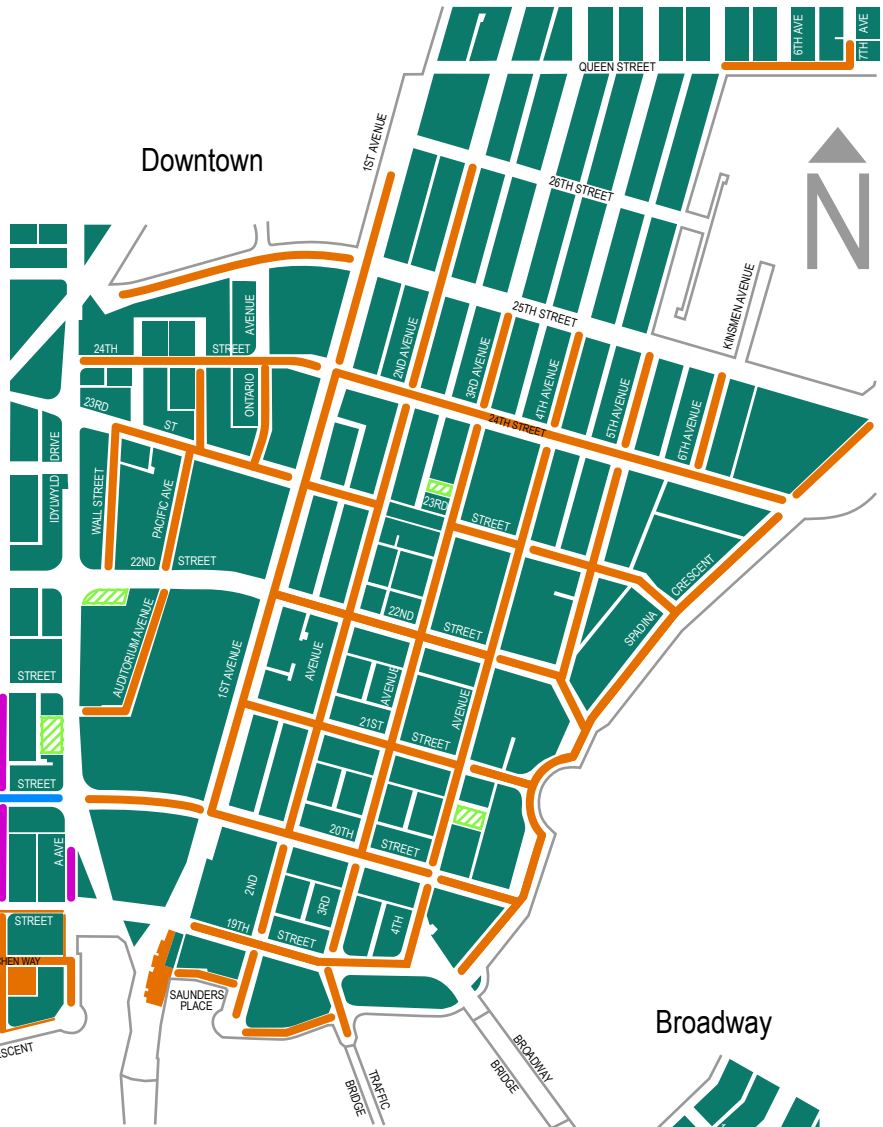 6TH AVE
7TH AVE
QUEEN STREET
1ST AVENUE
Downtown
26TH STREET
N
25TH STREET
KINSMEN AVENUE
AVENUE
ONTARIO
24TH
STREET
2ND AVENUE
3RD AVENUE
4TH AVENUE
5TH AVENUE
6TH AVENUE
24TH STREET
23RD
ST
DRIVE
IDYLWYLD
WALL STREET
PACIFIC AVE
23RD
STREET
22ND
STREET
CRESCENT
SPADINA
22ND
STREET
AUDITORIUM AVENUE
1ST AVENUE
AVENUE
AVENUE
AVENUE
STREET
21ST
STREET
STREET
A AVE
20TH
STREET
2ND
3RD
4TH
19TH
STREET
STREET
CHEN WAY
SAUNDERS
PLACE
ESCENT
TRAFFIC
BRIDGE
BROADWAY
BRIDGE
Broadway